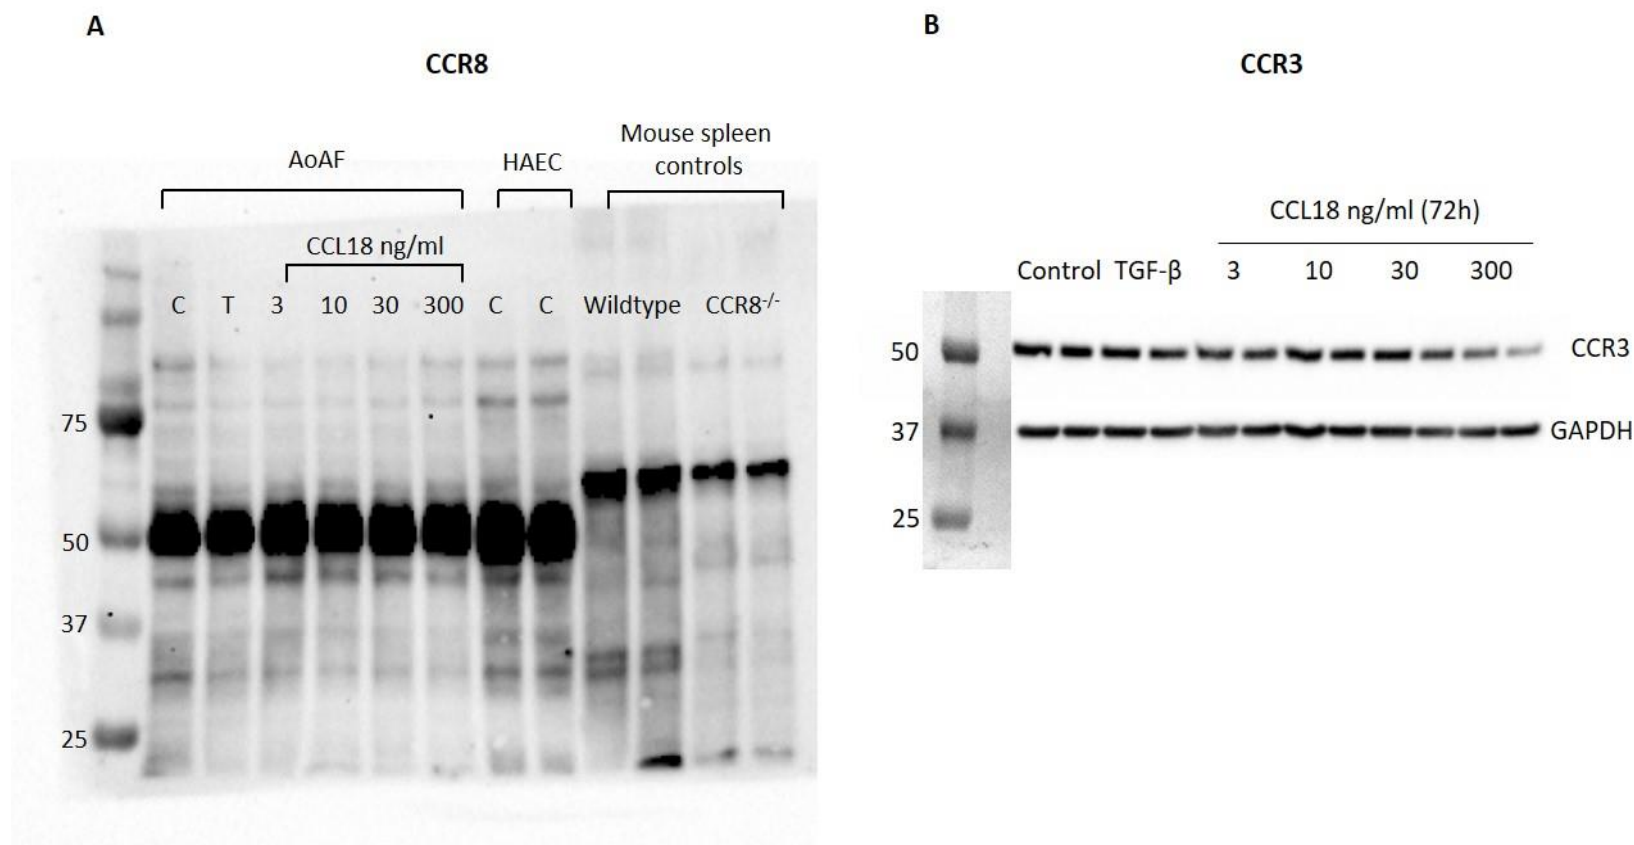 A
CCR8
AoAF
HAEC
Mouse spleen
controls
CCL18 ng/ml
C T 3 10 30 300 C C Wildtype CCR8-/-
75
50
37
25
B
CCR3
CCL18 ng/ml (72h)
Control TGF-β 3 10 30 300
50 CCR3
37 GAPDH
25